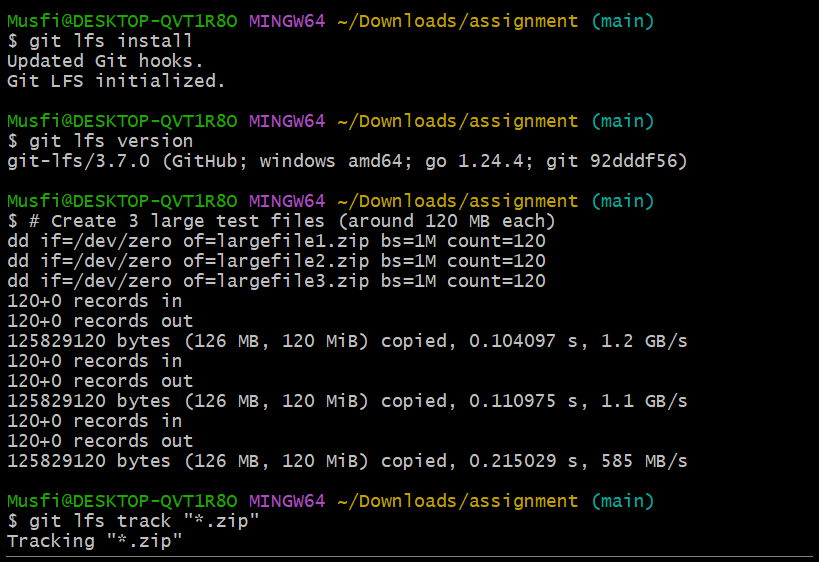 Musfi@DESKTOP-QVT1R8O MINGW64 ~/Downloads/assignment (main)
$ git lfs install
Updated Git hooks.
Git LFS initialized.
Musfi@DESKTOP-QVT1R8O MINGW64 ~/Downloads/assignment (main)
$ git lfs version
git-lfs/3.7.0 (GitHub; windows amd64; go 1.24.4; git 92dddf56)
Musfi@DESKTOP-QVT1R8O MINGW64 ~/Downloads/assignment (main)
$ # Create 3 large test files (around 120 MB each)
dd if=/dev/zero of=largefile1.zip bs=1M count=120
dd if=/dev/zero of=largefile2.zip bs=1M count=120
dd if=/dev/zero of=largefile3.zip bs=1M count=120
120+0 records in
120+0 records out
125829120 bytes (126 MB, 120 MiB) copied, 0.104097 s, 1.2 GB/s
120+0 records in
120+0 records out
125829120 bytes (126 MB, 120 MiB) copied, 0.110975 s, 1.1 GB/s
120+0 records in
120+0 records out
125829120 bytes (126 MB, 120 MiB) copied, 0.215029 s, 585 MB/s
Musfi@DESKTOP-QVT1R8O MINGW64 ~/Downloads/assignment (main)
$ git lfs track "*.zip"
Tracking "*.zip"